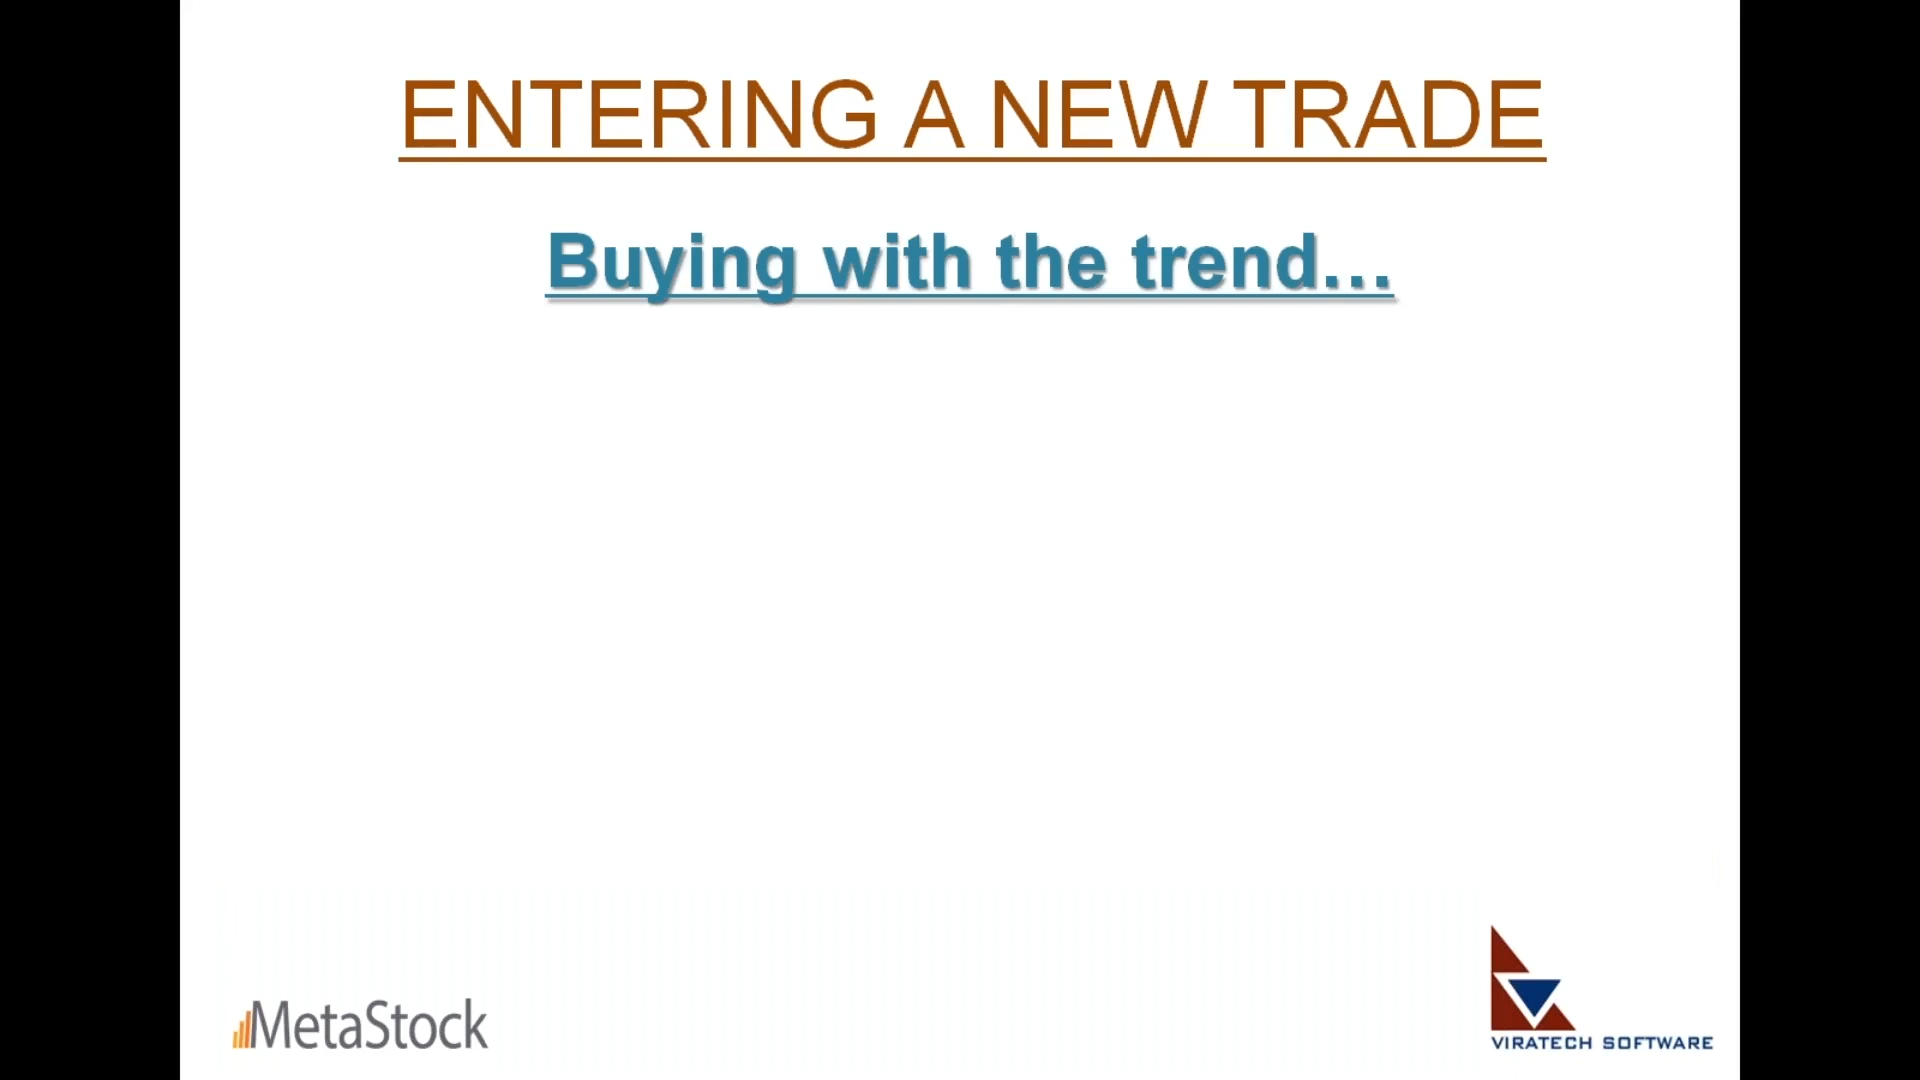 ENTERING A NEW TRADE
Buying with the trend…
MetaStock
VIRATECH SOFTWARE